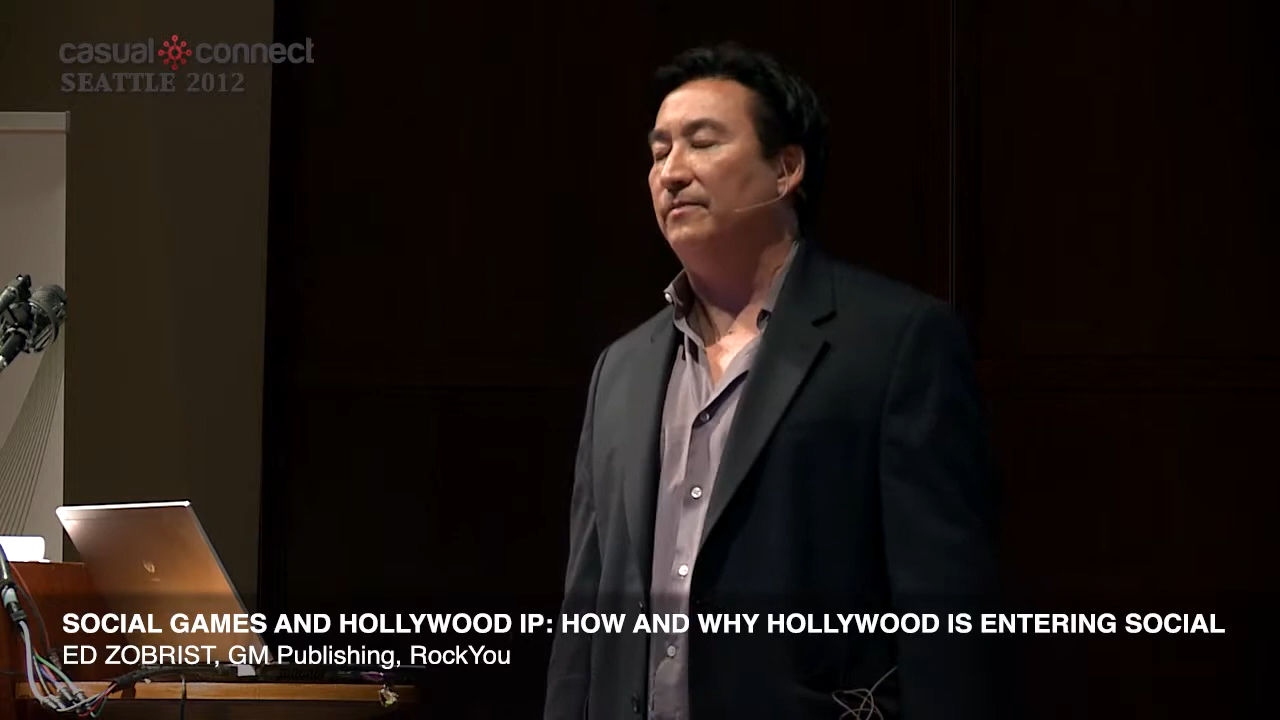 casual connect
SEATTLE 2012
SOCIAL GAMES AND HOLLYWOOD IP: HOW AND WHY HOLLYWOOD IS ENTERING SOCIAL
ED ZOBRIST, GM Publishing, RockYou